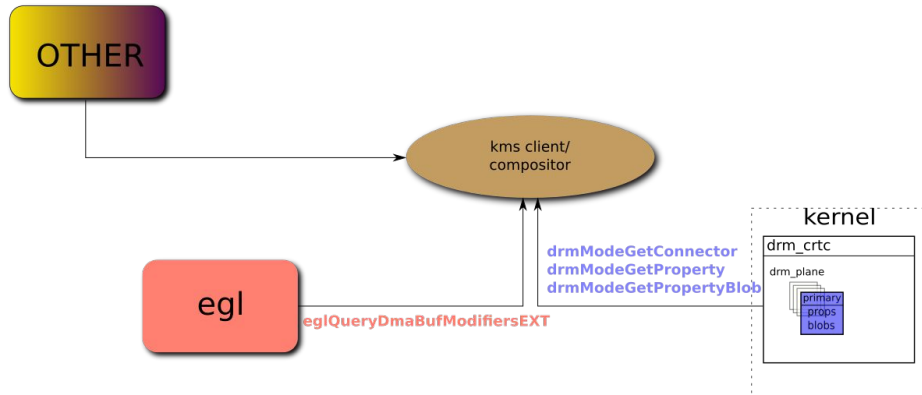 OTHER
kms client/
compositor
kernel
drm_crtc
drmModeGetConnector
drmModeGetProperty
drmModeGetPropertyBlob
drm_plane
primary
props
blobs
egl
eglQueryDmaBufModifiersEXT